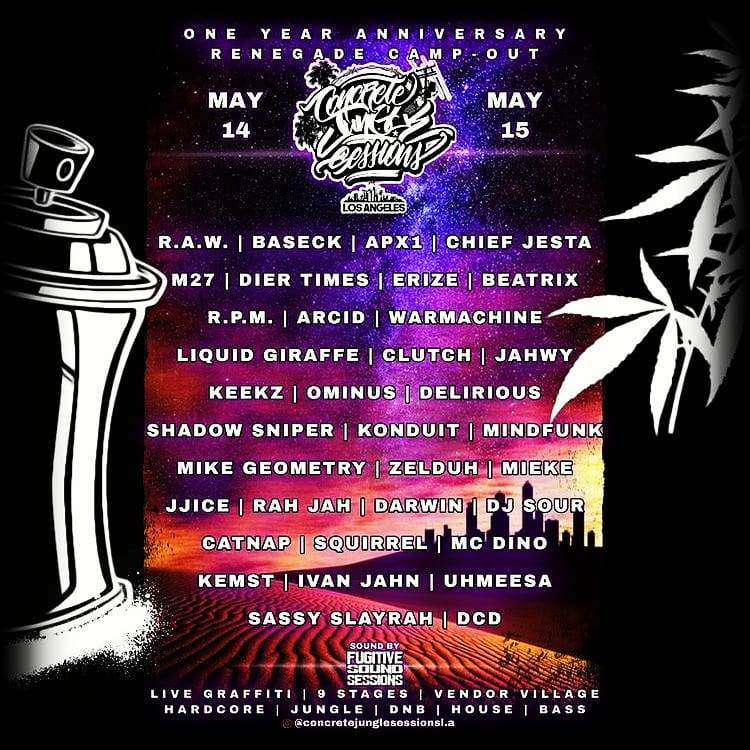 ONE YEAR ANNIVERSARY
RENEGADE CAMP-OUT
MAY
14
Concrete
Jungle
Sessions
LOS ANGELES
MAY
15
R.A.W. | BASECK | APX1 | CHIEF JESTA
M27 | DIER TIMES | ERIZE | BEATRIX
R.P.M. | ARCID | WARMACHINE
LIQUID GIRAFFE | CLUTCH | JAHWY
KEEKZ | OMINUS | DELIRIOUS
SHADOW SNIPER | KONDUIT | MINDFUNK
MIKE GEOMETRY | ZELDUH | MIEKE
JJICE | RAH JAH | DARWIN | DJ SOUR
CATNAP | SQUIRREL | MC DINO
KEMST | IVAN JAHN | UHMEESA
SASSY SLAYRAH | DCD
SOUND BY
FUGITIVE
SOUND
SESSIONS
LIVE GRAFFITI | 9 STAGES | VENDOR VILLAGE
HARDCORE | JUNGLE | DNB | HOUSE | BASS
@concretejunglesessionsl.a